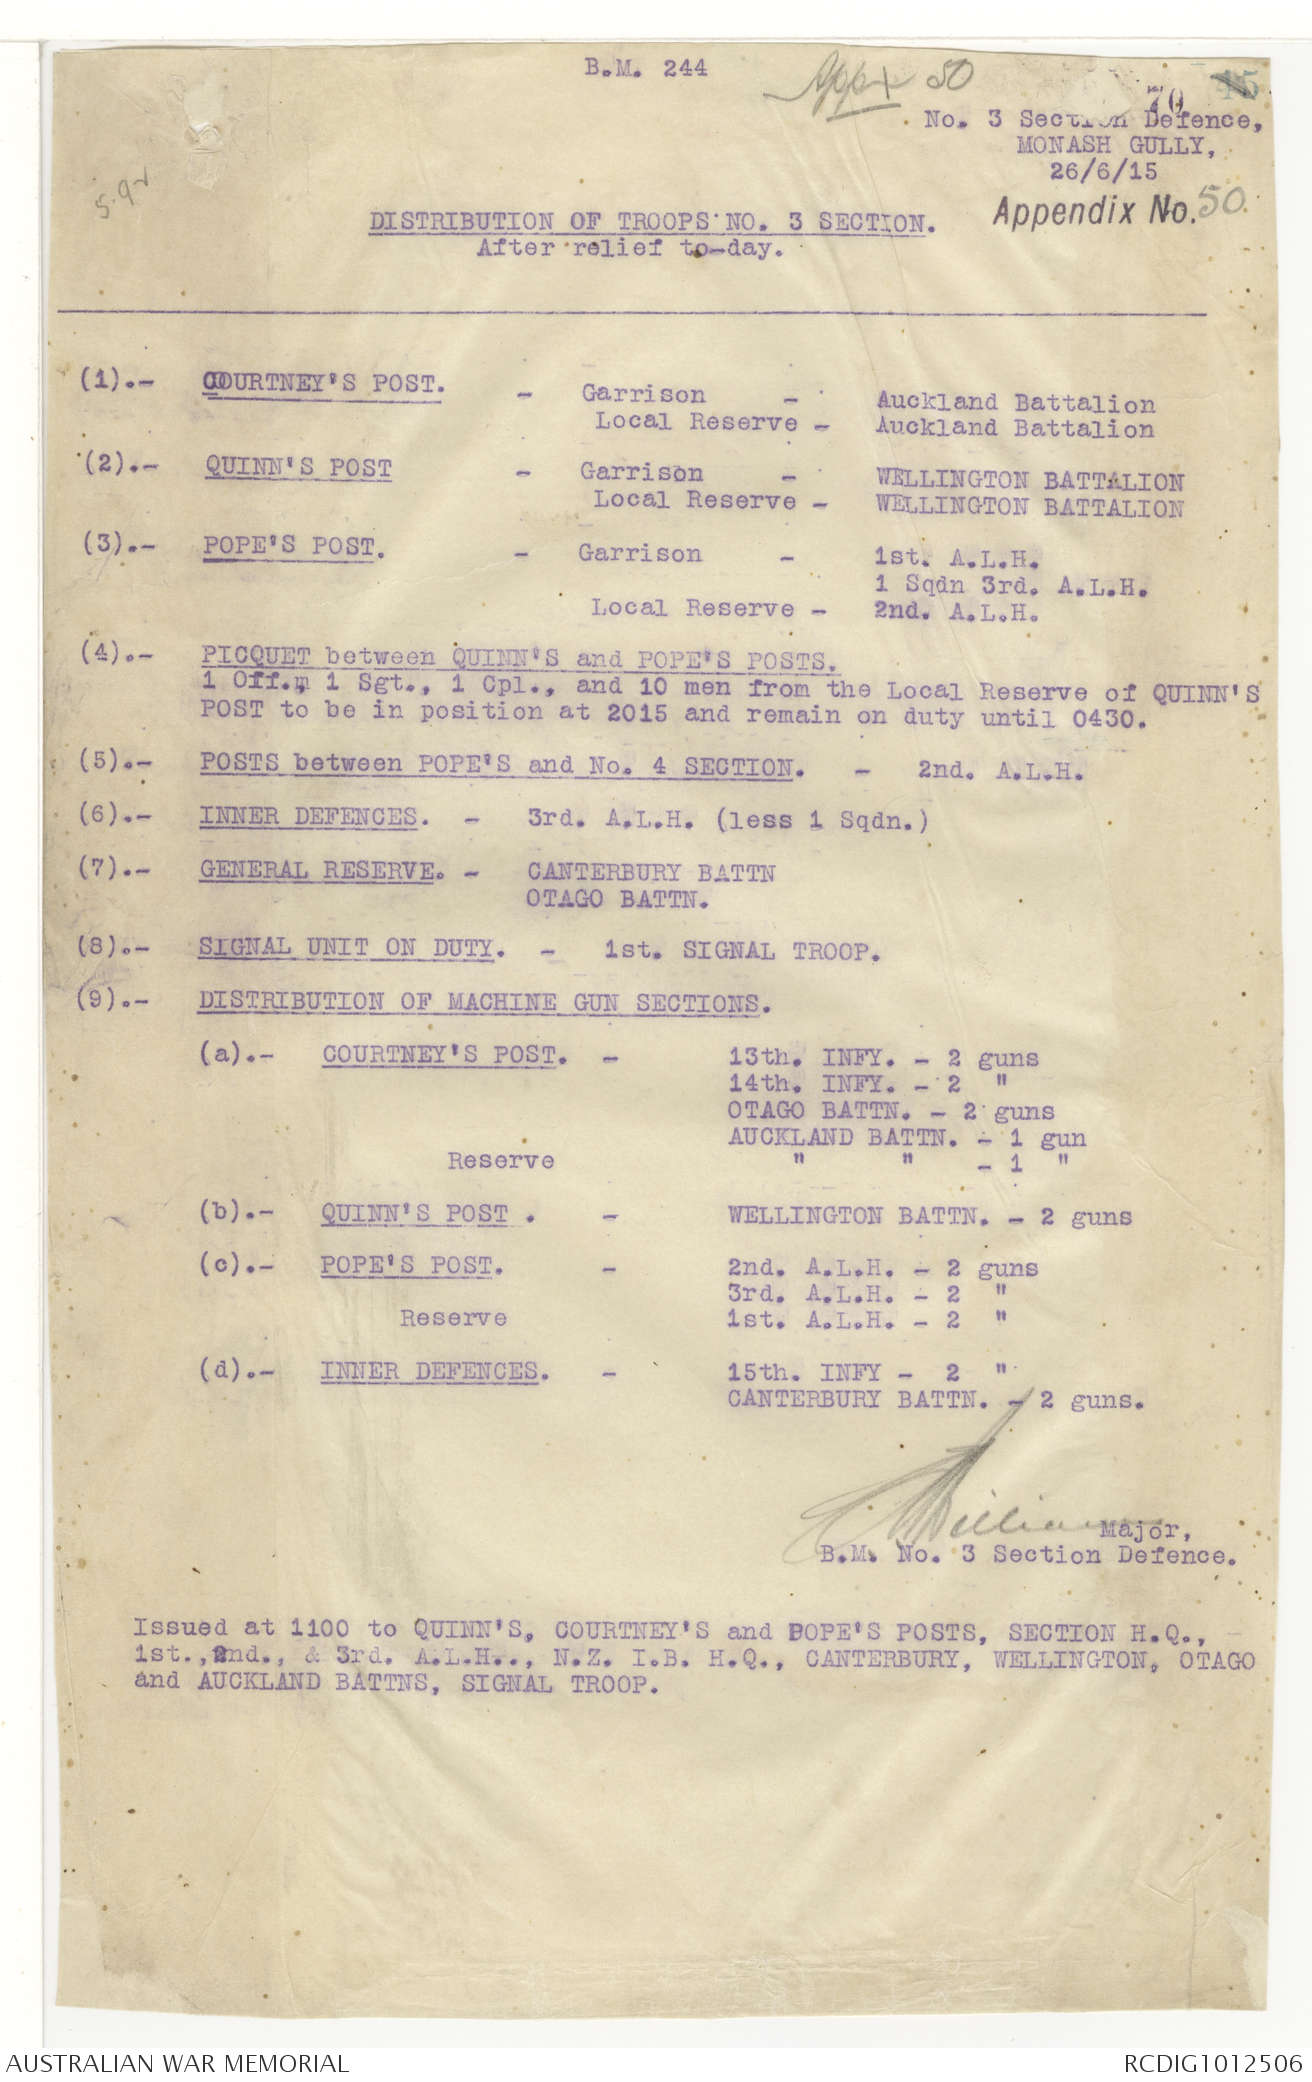 B.M. 244
Appx 50
70 45
No. 3 Section Defence,
MONASH GULLY,
26/6/15
Appendix No. 50.
DISTRIBUTION OF TROOPS NO. 3 SECTION.
After relief to-day.
(1).- COURTNEY'S POST. - Garrison - Auckland Battalion
Local Reserve - Auckland Battalion
(2).- QUINN'S POST - Garrison - WELLINGTON BATTALION
Local Reserve - WELLINGTON BATTALION
(3).- POPE'S POST. - Garrison - 1st. A.L.H.
1 Sqdn 3rd. A.L.H.
Local Reserve - 2nd. A.L.H.
(4).- PICQUET between QUINN'S and POPE'S POSTS.
1 Off., 1 Sgt., 1 Cpl., and 10 men from the Local Reserve of QUINN'S
POST to be in position at 2015 and remain on duty until 0430.
(5).- POSTS between POPE'S and No. 4 SECTION. - 2nd. A.L.H.
(6).- INNER DEFENCES. - 3rd. A.L.H. (less 1 Sqdn.)
(7).- GENERAL RESERVE. - CANTERBURY BATTN
OTAGO BATTN.
(8).- SIGNAL UNIT ON DUTY. - 1st. SIGNAL TROOP.
(9).- DISTRIBUTION OF MACHINE GUN SECTIONS.
(a).- COURTNEY'S POST. - 13th. INFY. - 2 guns
14th. INFY. - 2 "
OTAGO BATTN. - 2 guns
AUCKLAND BATTN. - 1 gun
Reserve " " - 1 "
(b).- QUINN'S POST . - WELLINGTON BATTN. - 2 guns
(c).- POPE'S POST. - 2nd. A.L.H. - 2 guns
3rd. A.L.H. - 2 "
Reserve 1st. A.L.H. - 2 "
(d).- INNER DEFENCES. - 15th. INFY - 2 "
CANTERBURY BATTN. - 2 guns.
Major,
B.M. No. 3 Section Defence.
Issued at 1100 to QUINN'S, COURTNEY'S and POPE'S POSTS, SECTION H.Q.,
1st.,2nd., & 3rd. A.L.H.., N.Z. I.B. H.Q., CANTERBURY, WELLINGTON, OTAGO
and AUCKLAND BATTNS, SIGNAL TROOP.
AUSTRALIAN WAR MEMORIAL
RCDIG1012506